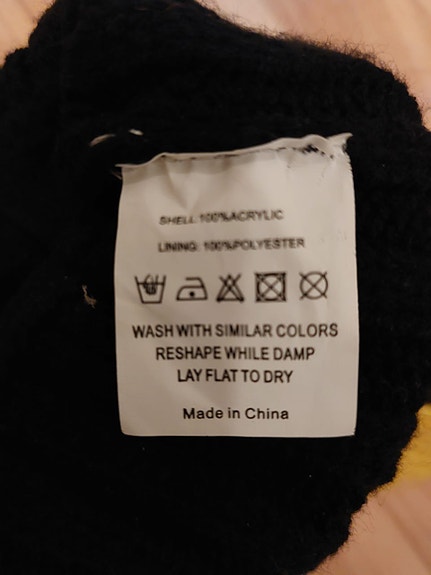 SHELL: 100%ACRYLIC
LINING: 100%POLYESTER
WASH WITH SIMILAR COLORS
RESHAPE WHILE DAMP
LAY FLAT TO DRY
Made in China